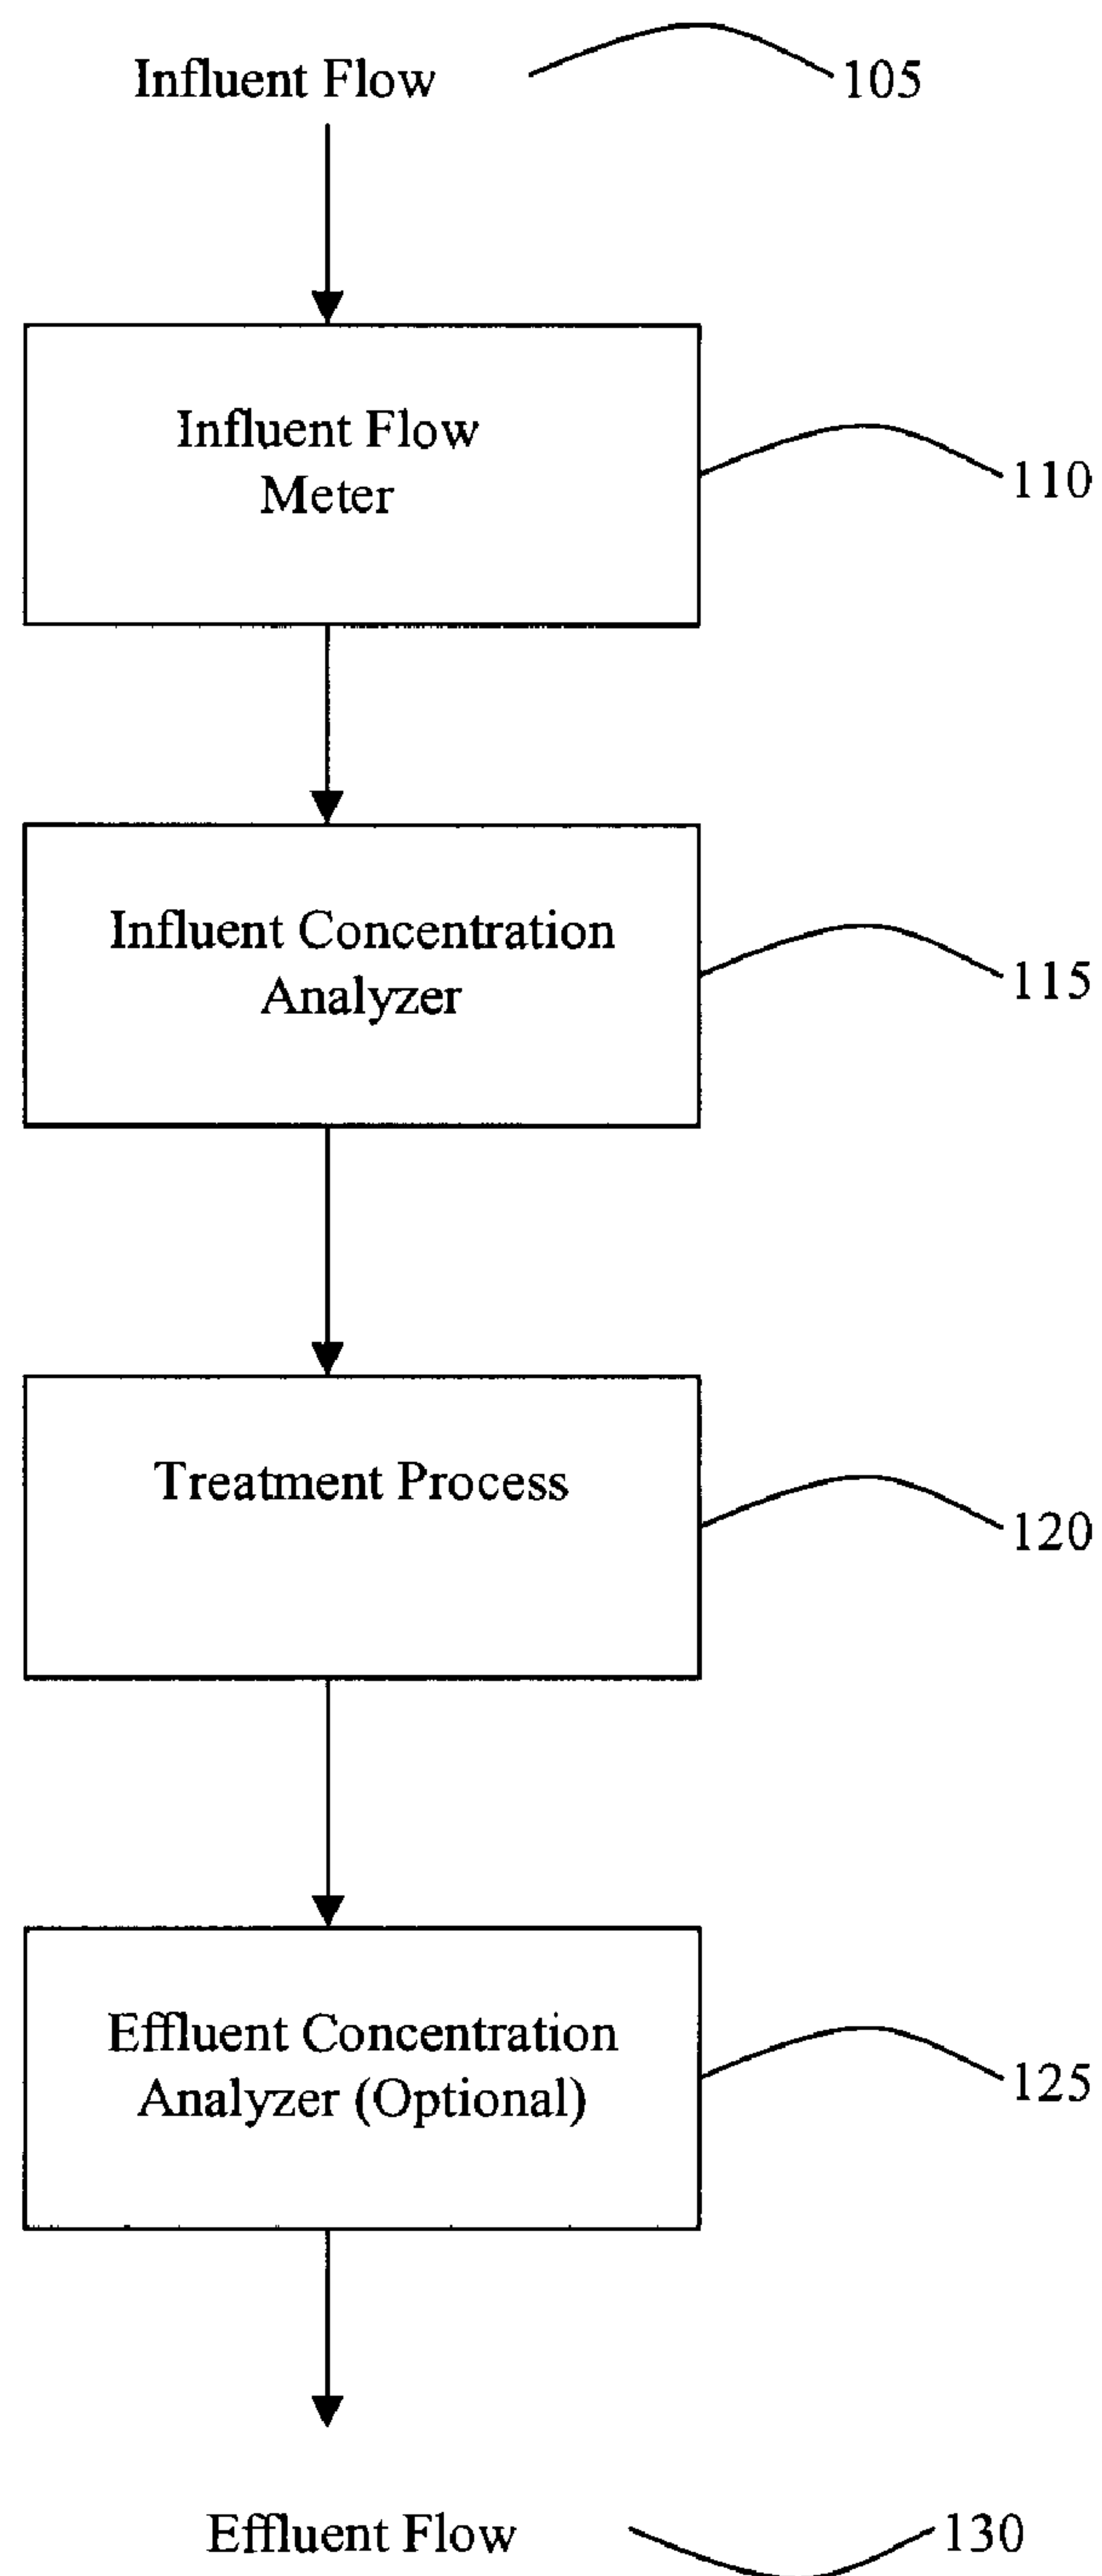 Influent Flow
105
Influent Flow
Meter
110
Influent Concentration
Analyzer
115
Treatment Process
120
Effluent Concentration
Analyzer (Optional)
125
Effluent Flow
130